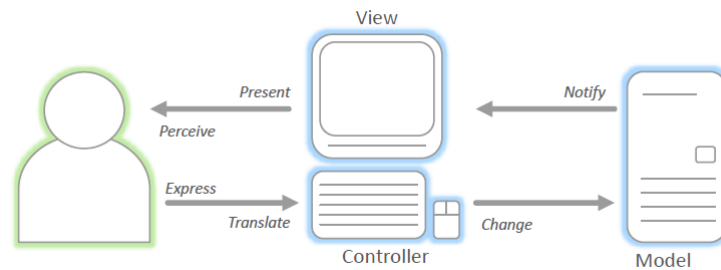 View
Present
Notify
Perceive
Express
Translate
Change
Controller
Model